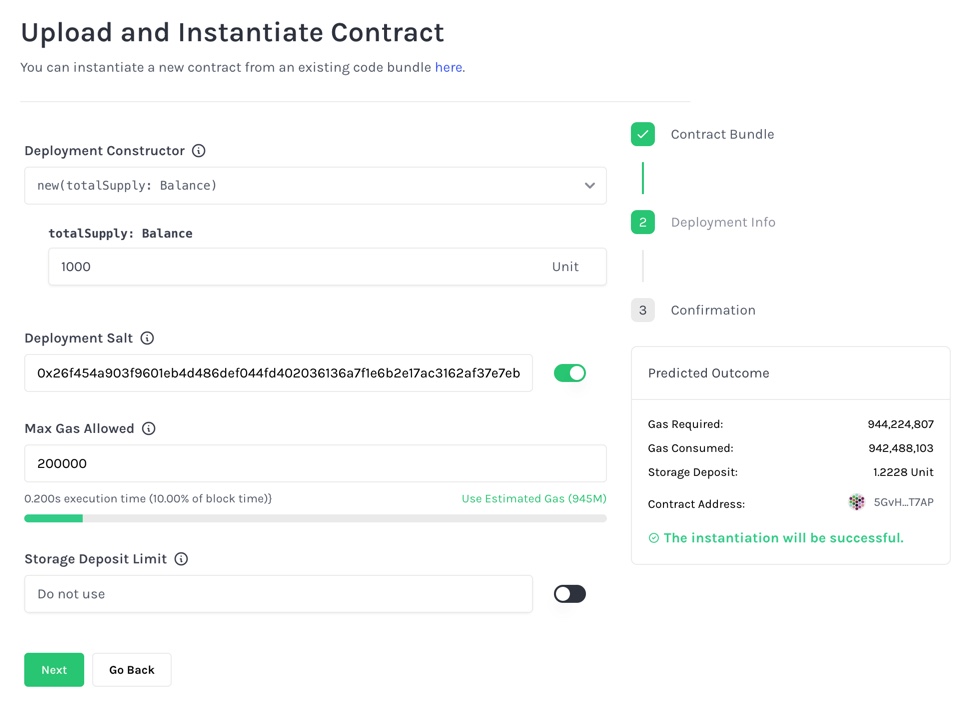 Upload and Instantiate Contract
You can instantiate a new contract from an existing code bundle here.
Deployment Constructor
new(totalSupply: Balance)
totalSupply: Balance
1000 Unit
Deployment Salt
0x26f454a903f9601eb4d486def044fd402036136a7f1e6b2e17ac3162af37e7eb
Max Gas Allowed
200000
0.200s execution time (10.00% of block time)}
Use Estimated Gas (945M)
Storage Deposit Limit
Do not use
Next
Go Back
Contract Bundle
2 Deployment Info
3 Confirmation
Predicted Outcome
Gas Required: 944,224,807
Gas Consumed: 942,488,103
Storage Deposit: 1.2228 Unit
Contract Address: 5GvH...T7AP
The instantiation will be successful.